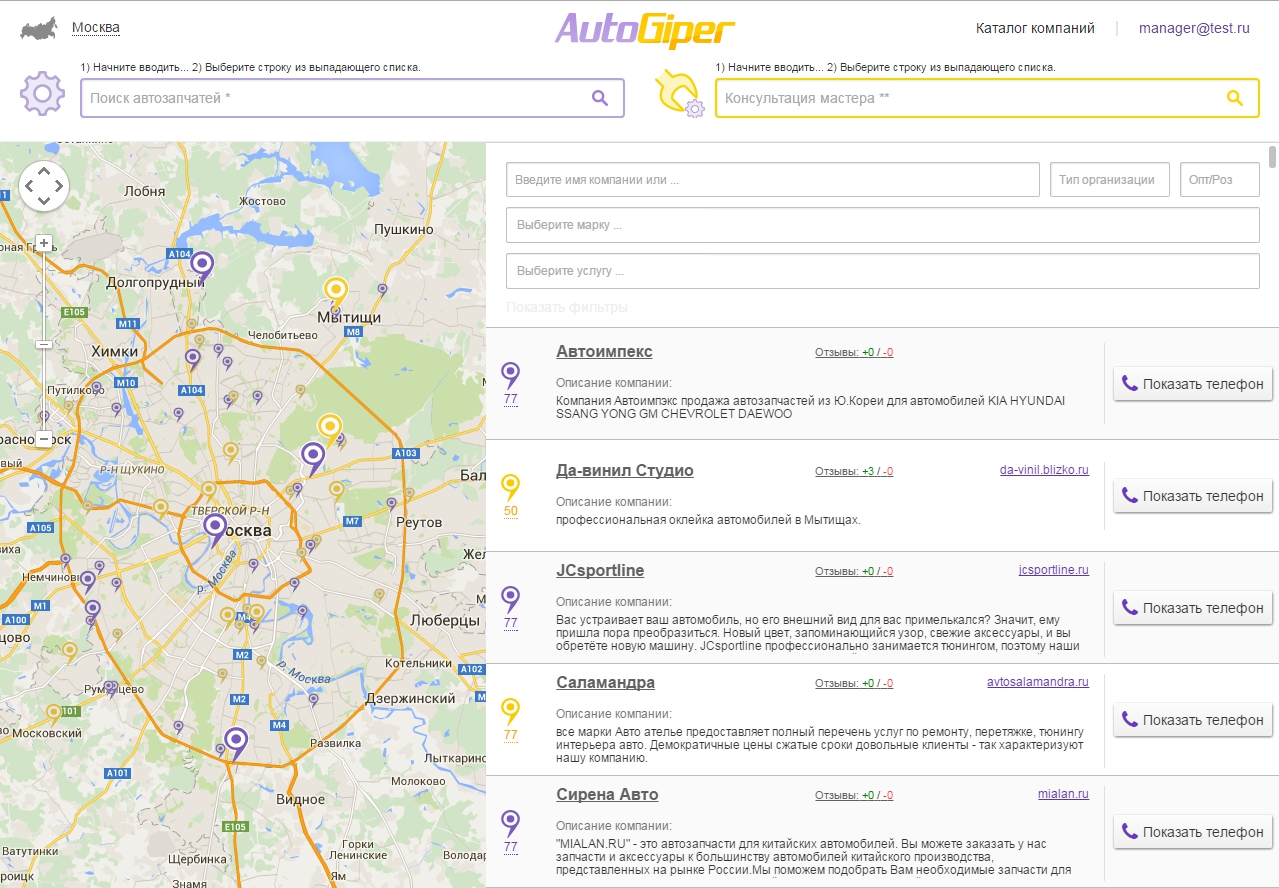 Москва
AutoGiper
Каталог компаний
manager@test.ru
1) Начните вводить... 2) Выберите строку из выпадающего списка.
Поиск автозапчатей *
1) Начните вводить... 2) Выберите строку из выпадающего списка.
Консультация мастера **
Лобня
Жостово
Пушкино
A104
Долгопрудный
E105
M11
Мытищи
M8
Челобитьево
Химки
M10
A104
Путилково
Р-Н ЩУКИНО
A103
ТВЕРСКОЙ Р-Н
A105
M7
Реутов
Немчиновк
р. Москва
M1
A100
M4
Люберцы
M2
р. Москва
Котельники
A102
Румянцево
M2
Дзержинский
101
M4
Московский
Развилка
A101
Лыткарино
Молоково
Видное
E105
Ватутинки
Горки
Ленинские
Щербинка
Знамя
Ям
Введите имя компании или ...
Тип организации
Опт/Роз
Выберите марку ...
Выберите услугу ...
Показать фильтры
Автоимпекс
Отзывы: +0 / -0
77
Описание компании:
Компания Автоимпэкс продажа автозапчастей из Ю.Кореи для автомобилей KIA HYUNDAI
SSANG YONG GM CHEVROLET DAEWOO
Показать телефон
Да-винил Студио
Отзывы: +3 / -0
da-vinil.blizko.ru
50
Описание компании:
профессиональная оклейка автомобилей в Мытищах.
Показать телефон
JCsportline
Отзывы: +0 / -0
jcsportline.ru
77
Описание компании:
Вас устраивает ваш автомобиль, но его внешний вид для вас примелькался? Значит, ему
пришла пора преобразиться. Новый цвет, запоминающийся узор, свежие аксессуары, и вы
обретёте новую машину. JCsportline профессионально занимается тюнингом, поэтому наши
Показать телефон
Саламандра
Отзывы: +0 / -0
avtosalamandra.ru
77
Описание компании:
все марки Авто ателье предоставляет полный перечень услуг по ремонту, перетяжке, тюнингу
интерьера авто. Демократичные цены сжатые сроки довольные клиенты - так характеризуют
нашу компанию.
Показать телефон
Сирена Авто
Отзывы: +0 / -0
mialan.ru
77
Описание компании:
"MIALAN.RU" - это автозапчасти для китайских автомобилей. Вы можете заказать у нас
запчасти и аксессуары к большинству автомобилей китайского производства,
представленных на рынке России.Мы поможем подобрать Вам необходимые запчасти для
Показать телефон